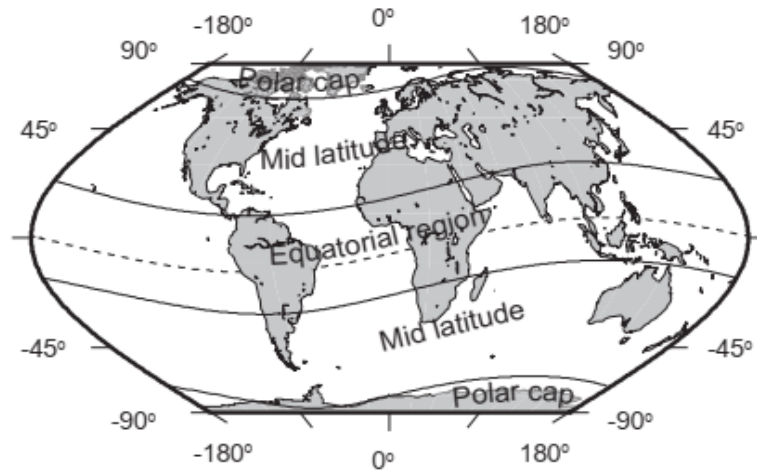 -180º 0º 180º
90º 90º
Polar cap
45º 45º
Mid latitude
Equatorial region
Mid latitude
-45º -45º
Polar cap
-90º -90º
-180º 0º 180º